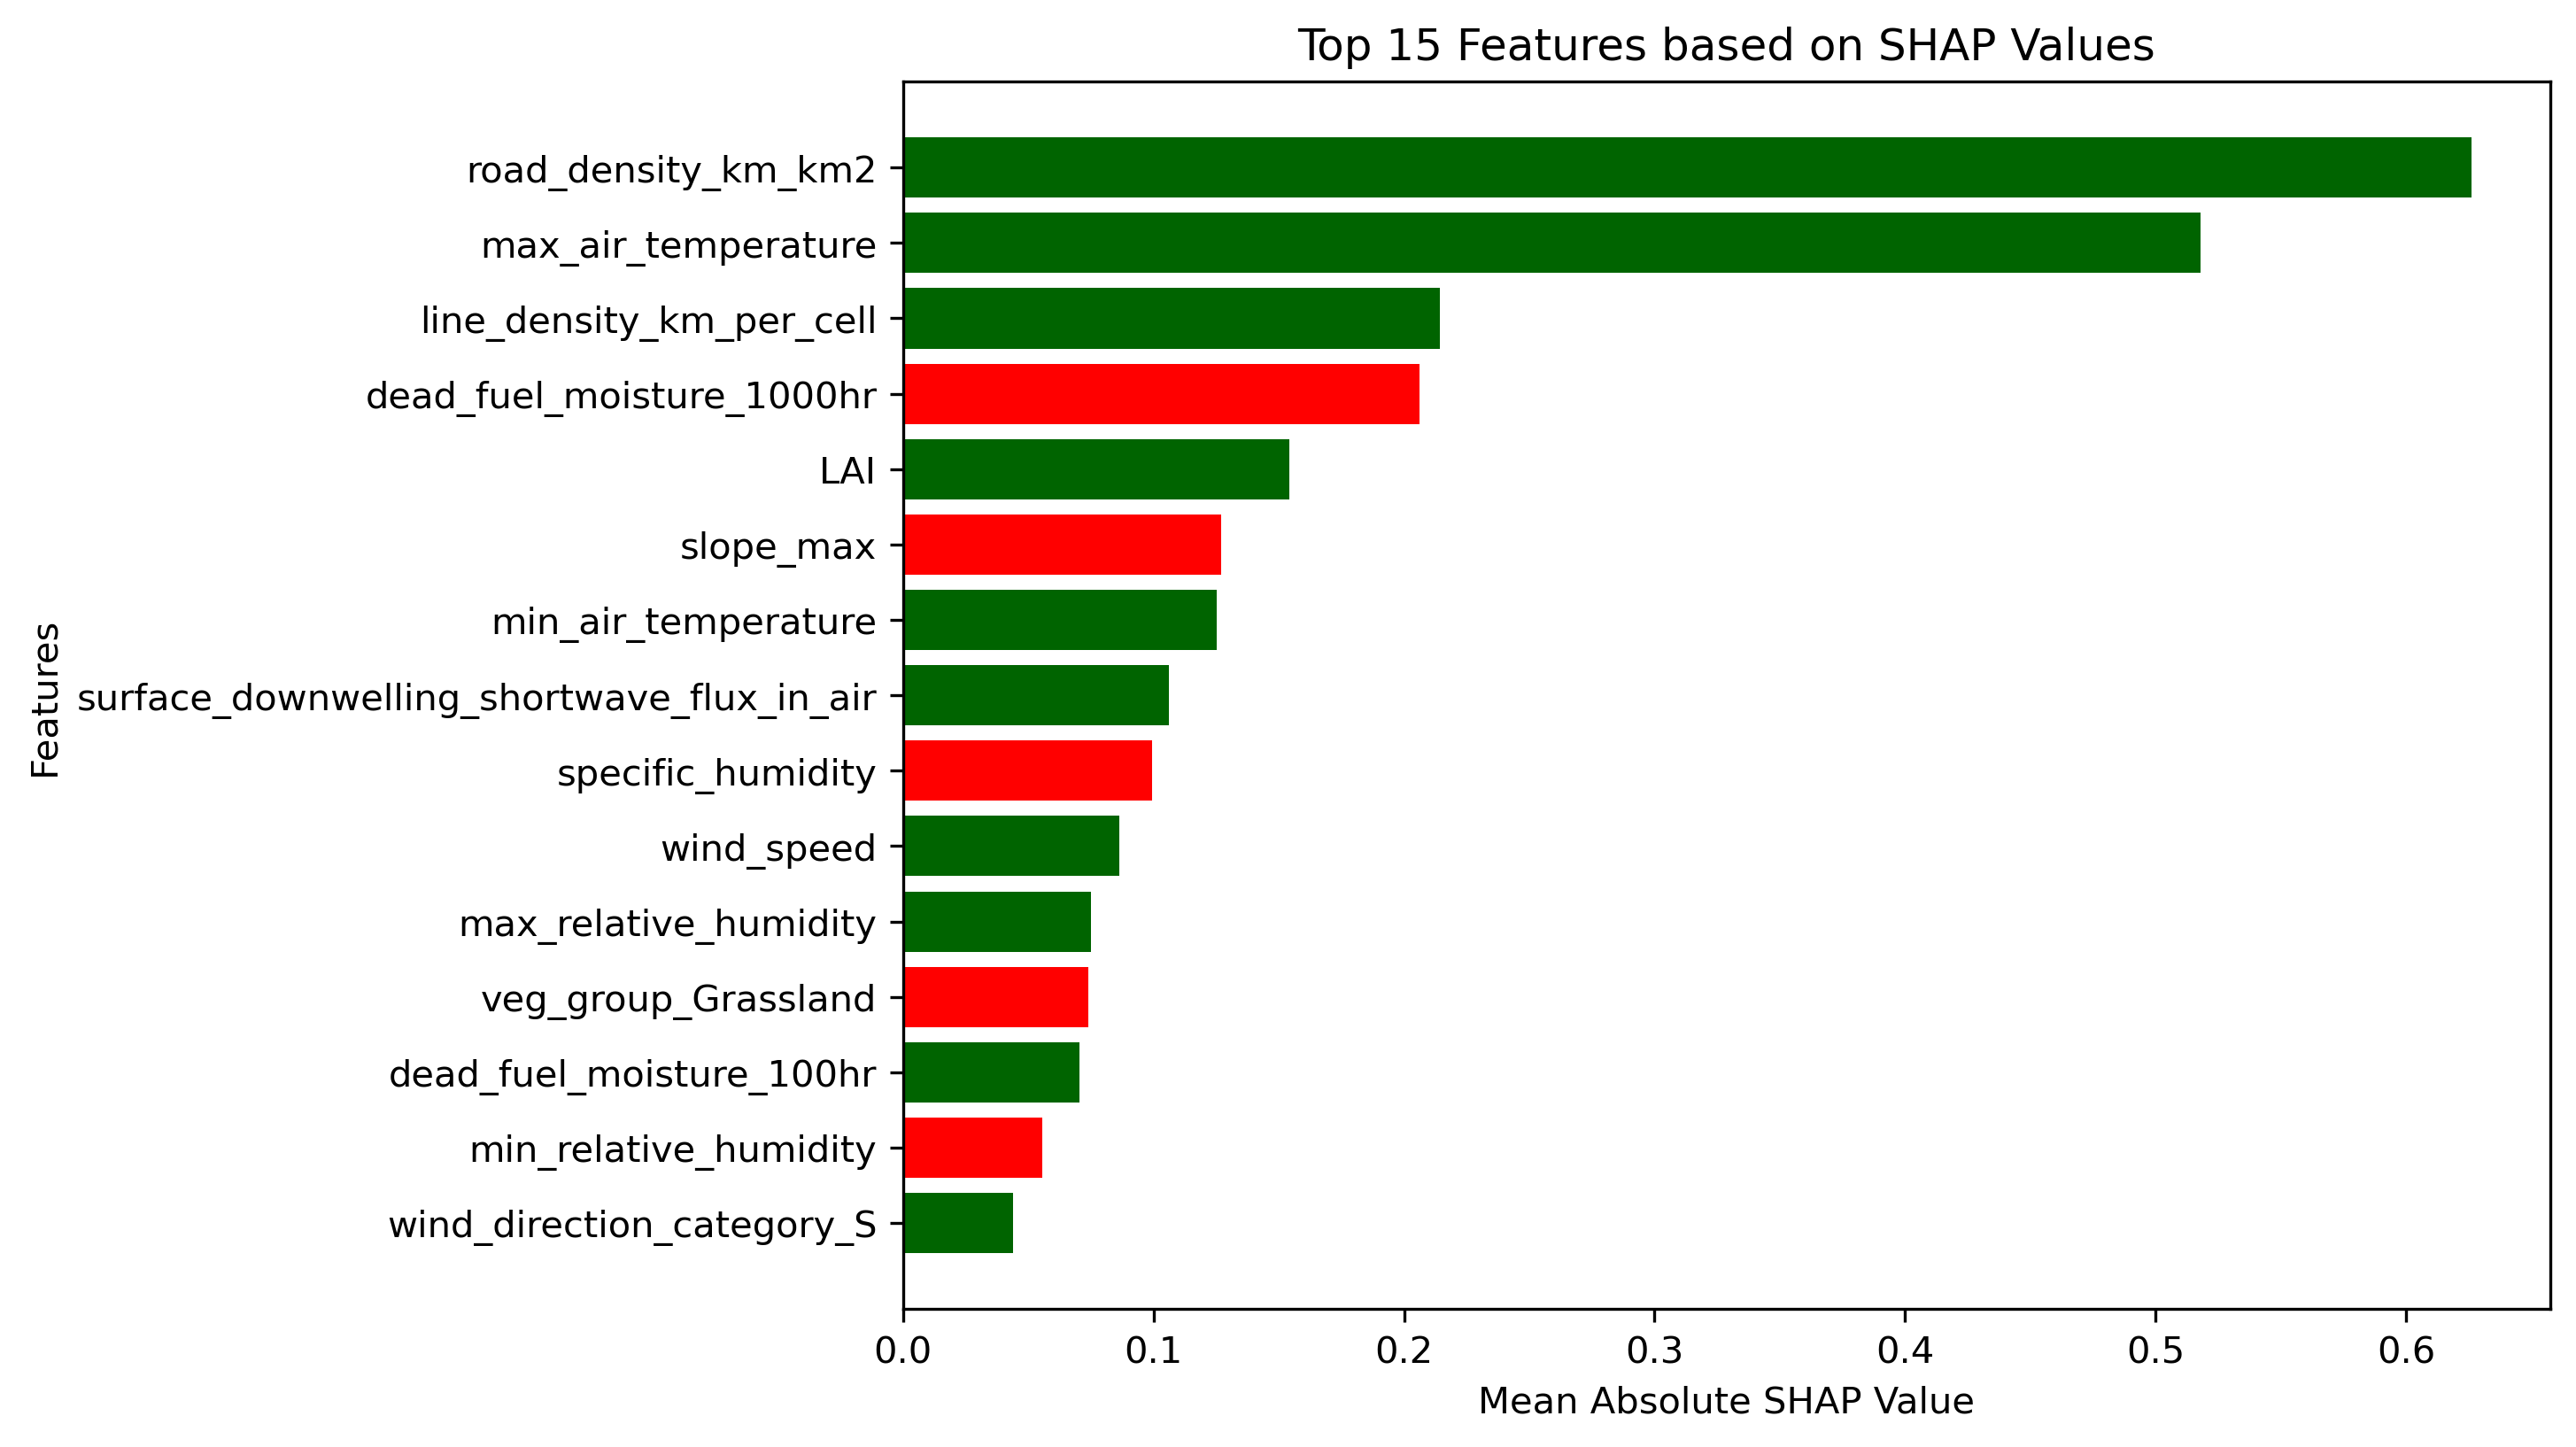 Top 15 Features based on SHAP Values
road_density_km_km2
max_air_temperature
line_density_km_per_cell
dead_fuel_moisture_1000hr
LAI
slope_max
min_air_temperature
surface_downwelling_shortwave_flux_in_air
specific_humidity
wind_speed
max_relative_humidity
veg_group_Grassland
dead_fuel_moisture_100hr
min_relative_humidity
wind_direction_category_S
Features
0.0 0.1 0.2 0.3 0.4 0.5 0.6
Mean Absolute SHAP Value